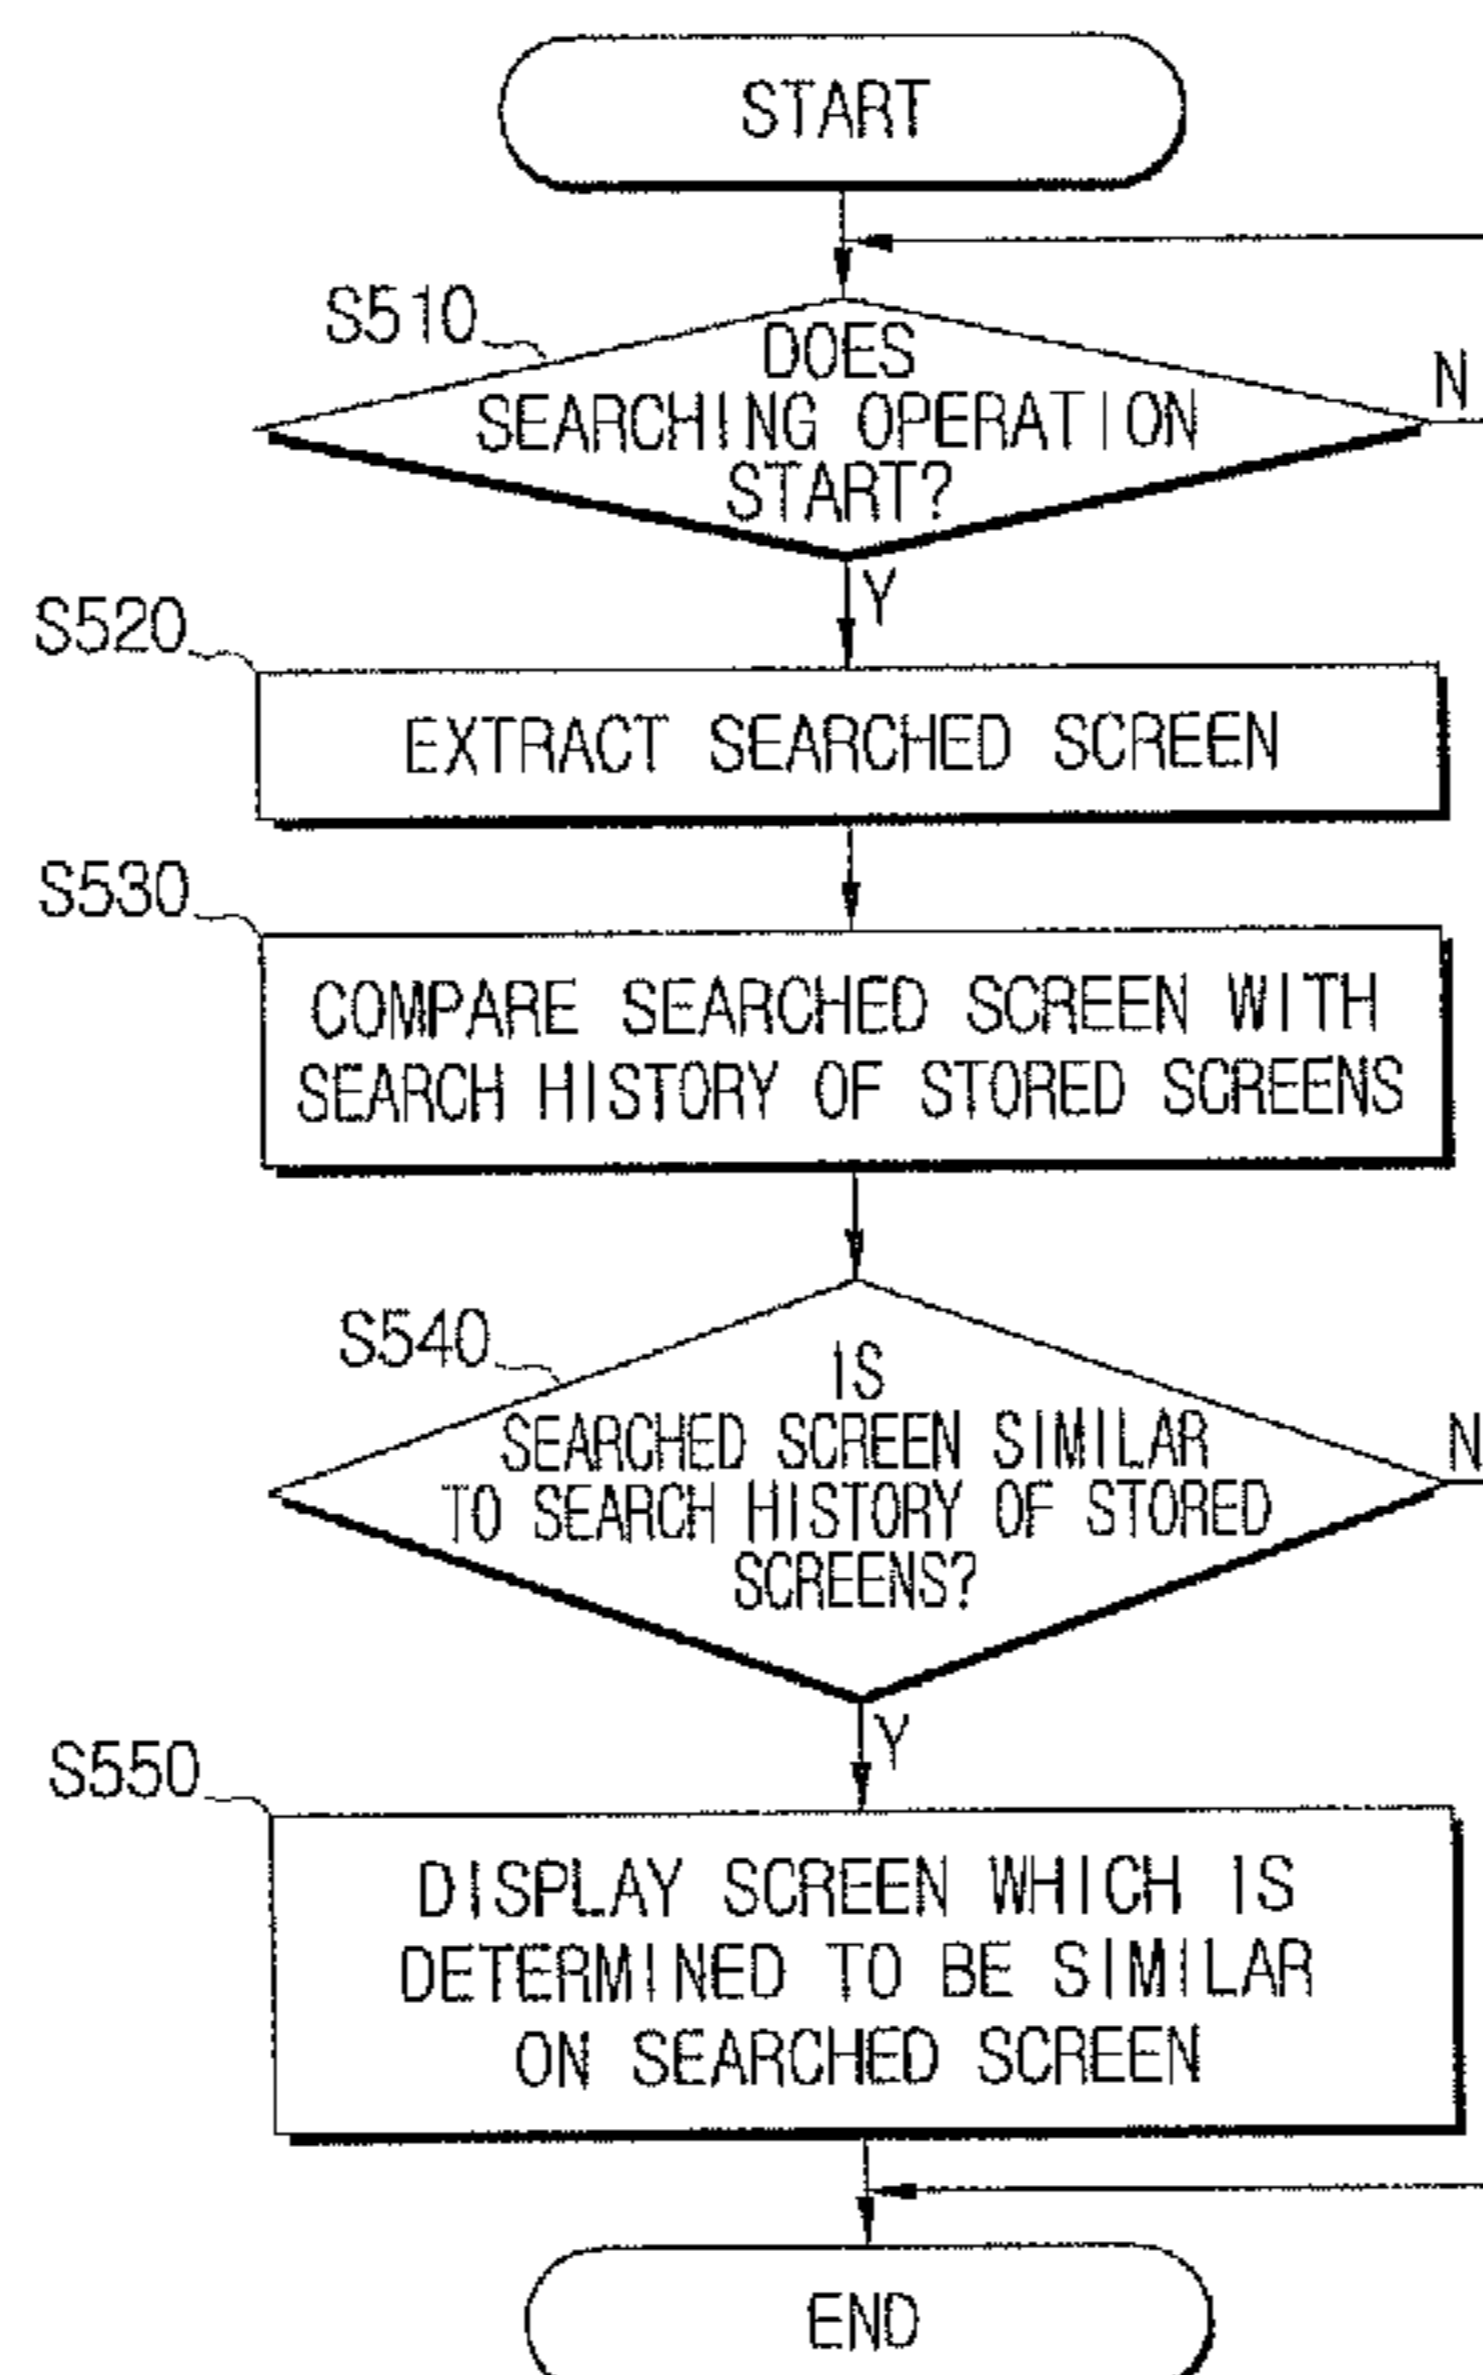 START
S510
DOES
SEARCHING OPERATION
START?
N
Y
S520
EXTRACT SEARCHED SCREEN
S530
COMPARE SEARCHED SCREEN WITH
SEARCH HISTORY OF STORED SCREENS
S540
IS
SEARCHED SCREEN SIMILAR
TO SEARCH HISTORY OF STORED
SCREENS?
N
Y
S550
DISPLAY SCREEN WHICH IS
DETERMINED TO BE SIMILAR
ON SEARCHED SCREEN
END